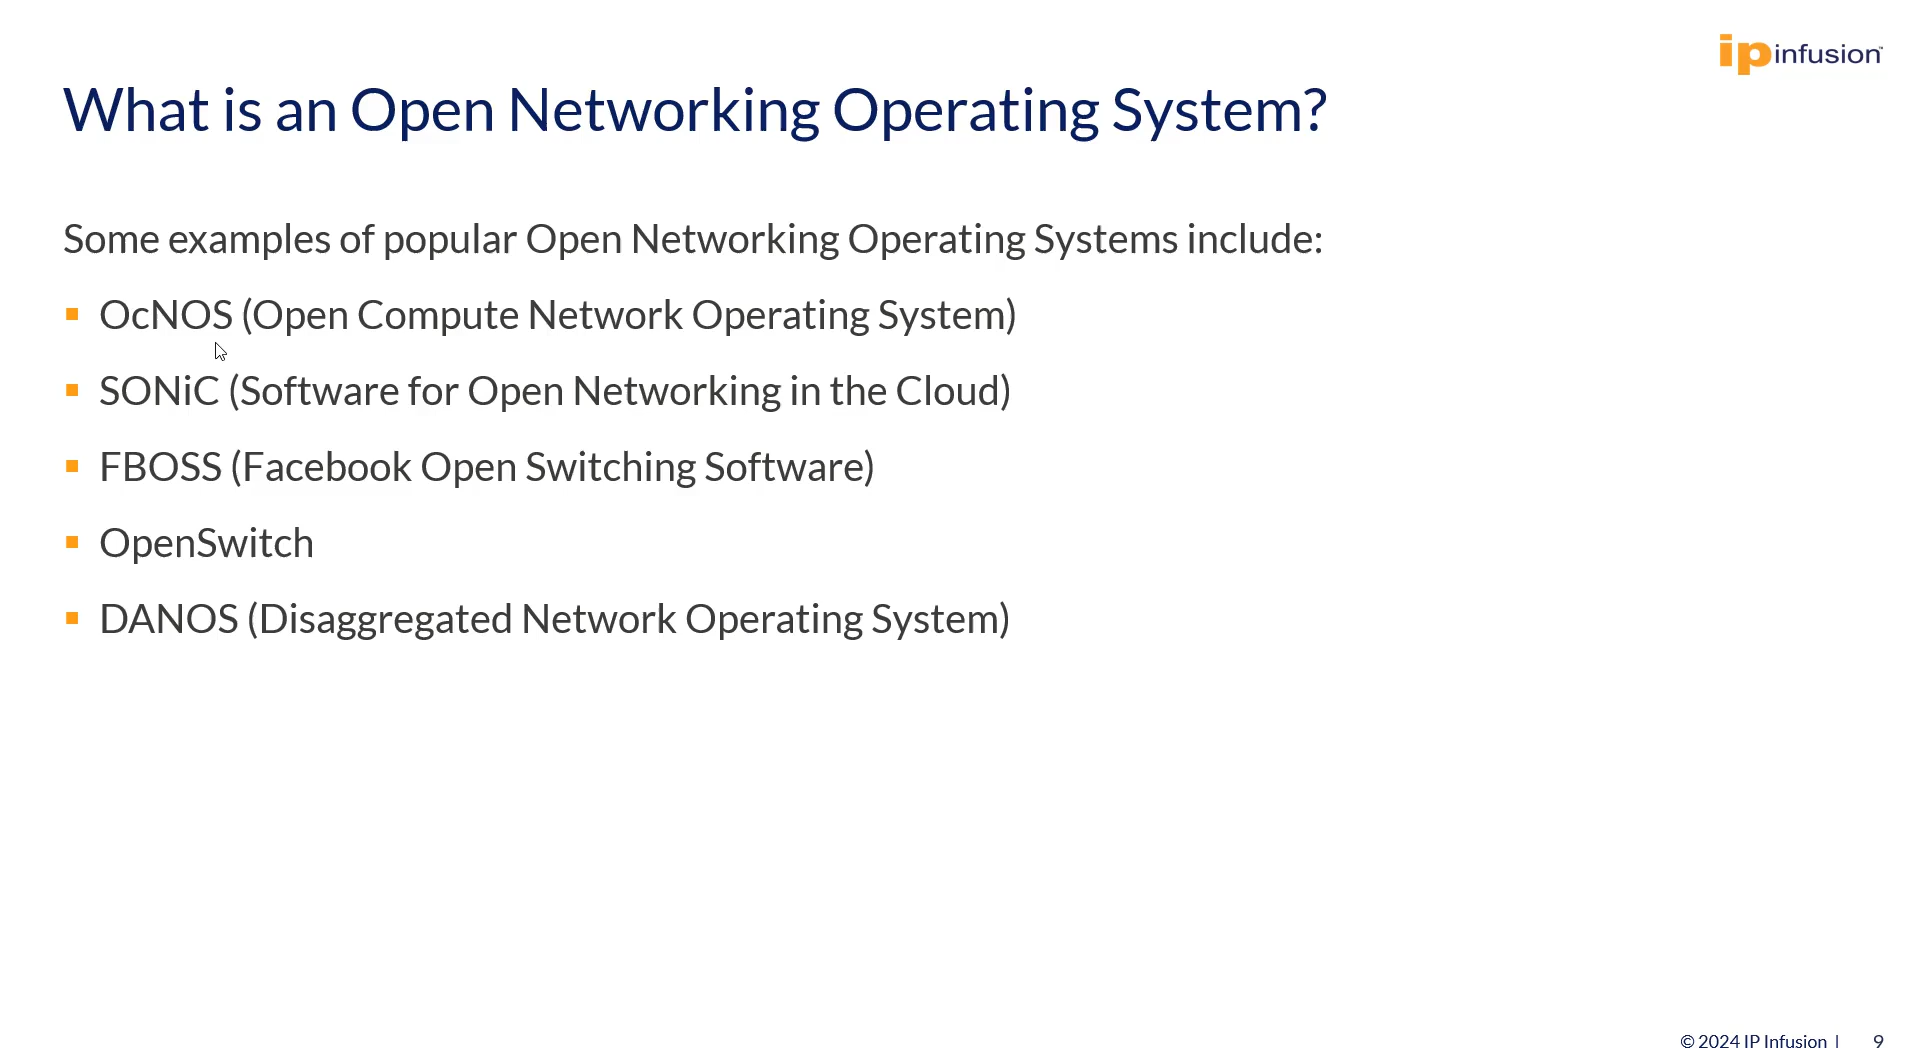 ip infusion™
What is an Open Networking Operating System?
Some examples of popular Open Networking Operating Systems include:
OcNOS (Open Compute Network Operating System)
SONiC (Software for Open Networking in the Cloud)
FBOSS (Facebook Open Switching Software)
OpenSwitch
DANOS (Disaggregated Network Operating System)
© 2024 IP Infusion | 9